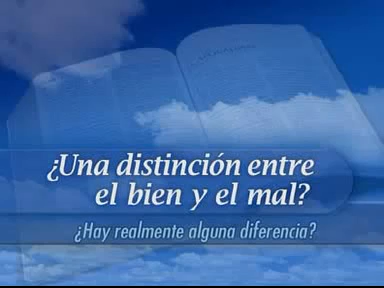 ¿Una distinción entre
el bien y el mal?
¿Hay realmente alguna diferencia?